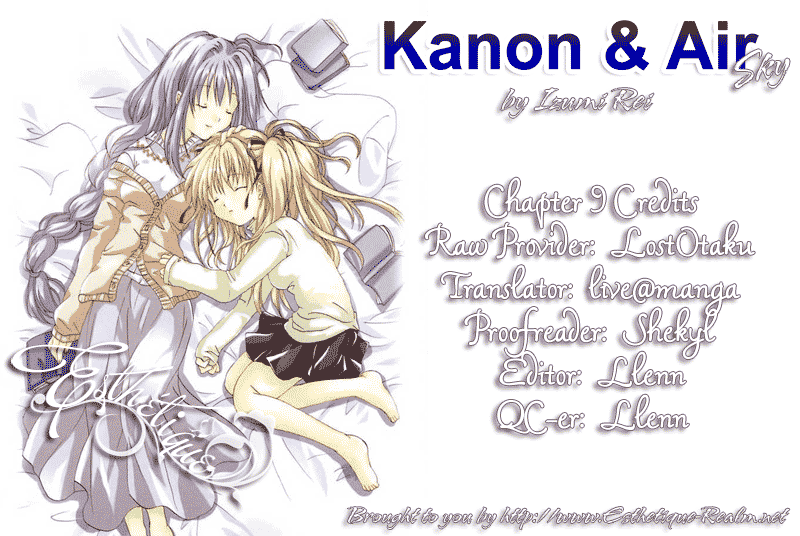 Kanon & Air
Sky
by Izumi Rei
Chapter 9 Credits
Raw Provider: LostOtaku
Translator: live@manga
Proofreader: Shekyl
Editor: Llenn
QC-er: Llenn
Esthétique
Brought to you by http://www.Esthetique-Realm.net